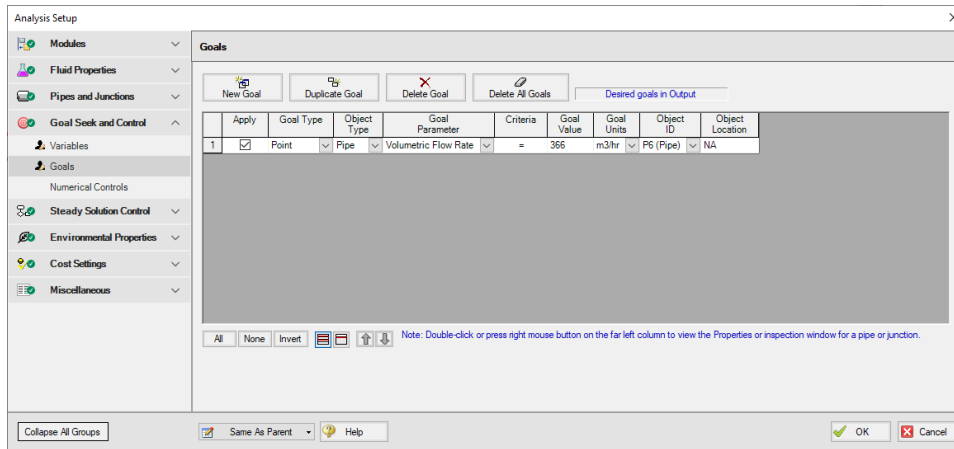 Analysis Setup
Modules
Fluid Properties
Pipes and Junctions
Goal Seek and Control
Variables
Goals
Numerical Controls
Steady Solution Control
Environmental Properties
Cost Settings
Miscellaneous
Collapse All Groups
Goals
New Goal Duplicate Goal Delete Goal Delete All Goals Desired goals in Output
Apply Goal Type Object Type Goal Parameter Criteria Goal Value Goal Units Object ID Object Location
1 Point Pipe Volumetric Flow Rate = 366 m3/hr P6 (Pipe) NA
All None Invert Note: Double-click or press right mouse button on the far left column to view the Properties or inspection window for a pipe or junction.
Same As Parent Help OK Cancel